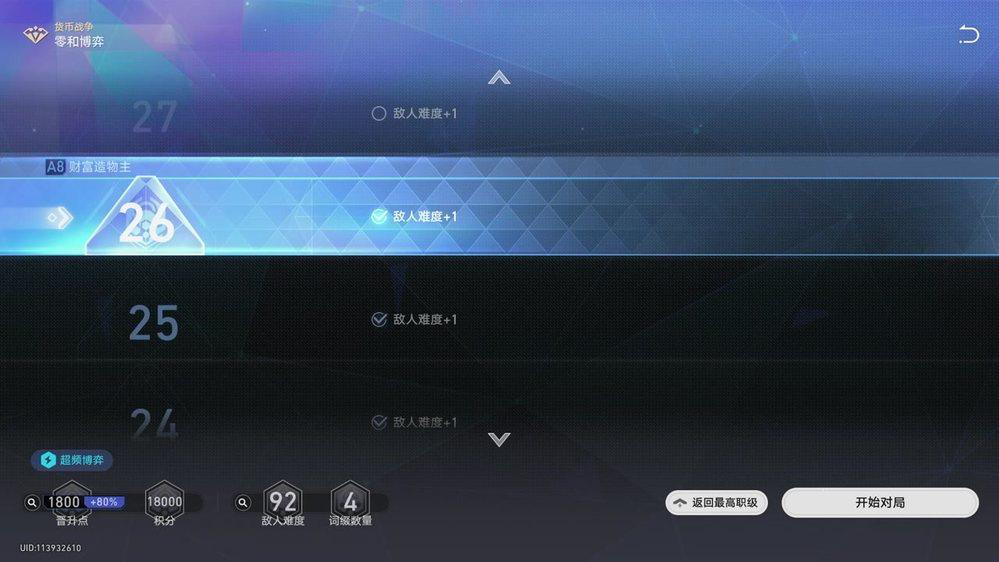 货币战争
零和博弈
27
敌人难度+1
A8 财富造物主
26
敌人难度+1
25
敌人难度+1
24
敌人难度+1
超频博弈
1800 +80%
晋升点
18000
积分
92
敌人难度
4
词缀数量
返回最高职级
开始对局
UID:113932610